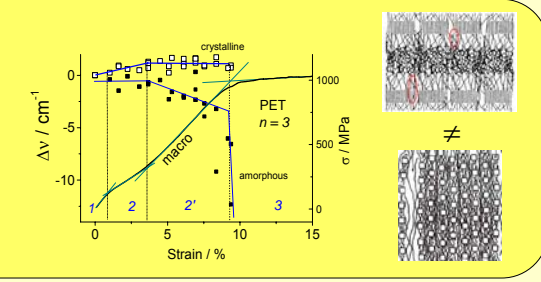 crystalline
0
-5
-10
Δν / cm⁻¹
1000
500
0
σ / MPa
PET
n = 3
macro
amorphous
1
2
2'
3
0
5
10
15
Strain / %
≠